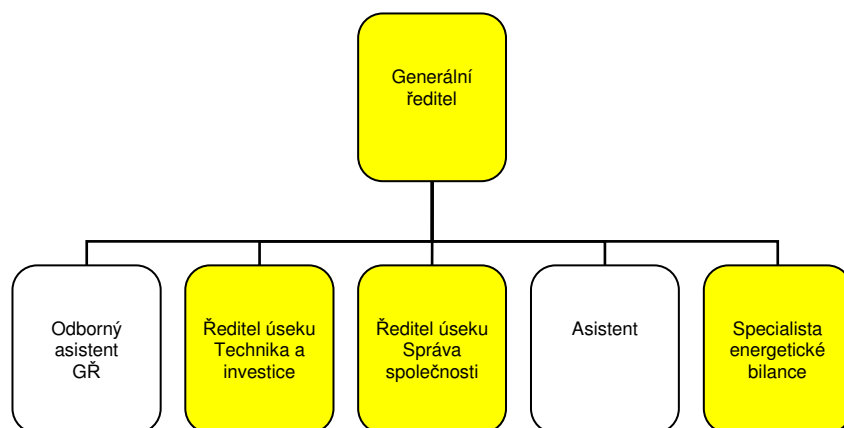 Generální
ředitel
Odborný
asistent
GŘ
Ředitel úseku
Technika a
investice
Ředitel úseku
Správa
společnosti
Asistent
Specialista
energetické
bilance